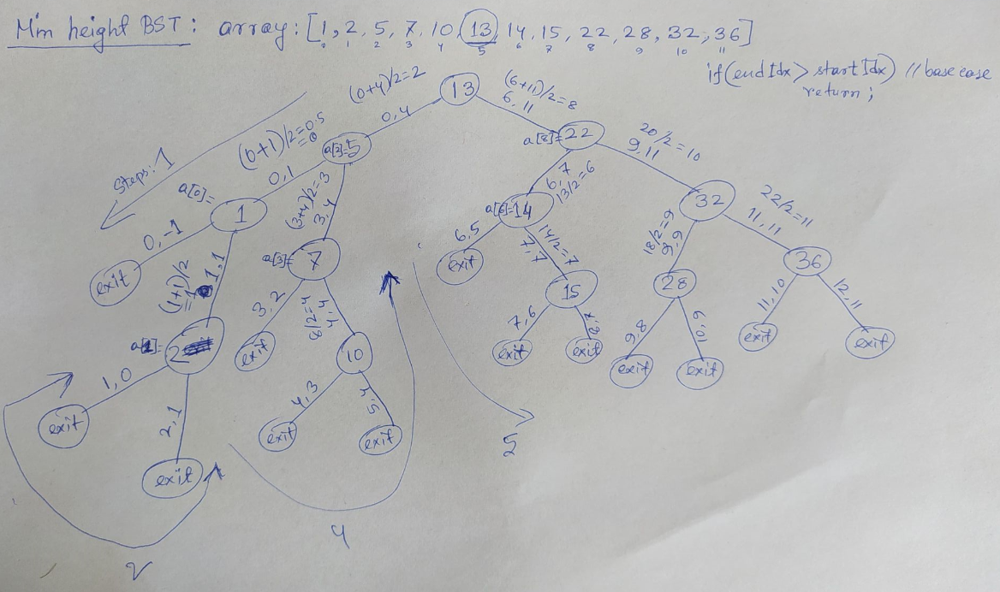 Min height BST: array: [1, 2, 5, 7, 10, 13, 14, 15, 22, 28, 32, 36]
0 1 2 3 4 5 6 7 8 9 10 11
if(endIdx > startIdx) // base case
return;
(0+4)/2=2
0,4
13
(6+11)/2=8
6, 11
Steps: 1
(0+1)/2=0.5
=0
0,1
a[2]=5
a[8]=22
20/2=10
9,11
a[0]=
1
(3+4)/2=3
3,4
6,7
13/2=6
a[6]=14
32
22/2=11
11,11
0,-1
exit
(1+1)/2
=1
1,1
a[3]=
7
6,5
exit
14/2=7
7,7
18/2=9
9,9
36
a[1]=
2
3,2
exit
8/2=4
4,4
10
15
28
11,10
exit
12,11
exit
1,0
exit
2,1
exit
4,3
exit
5,4
exit
7,6
exit
8,7
exit
9,8
exit
10,9
exit
2
4
5